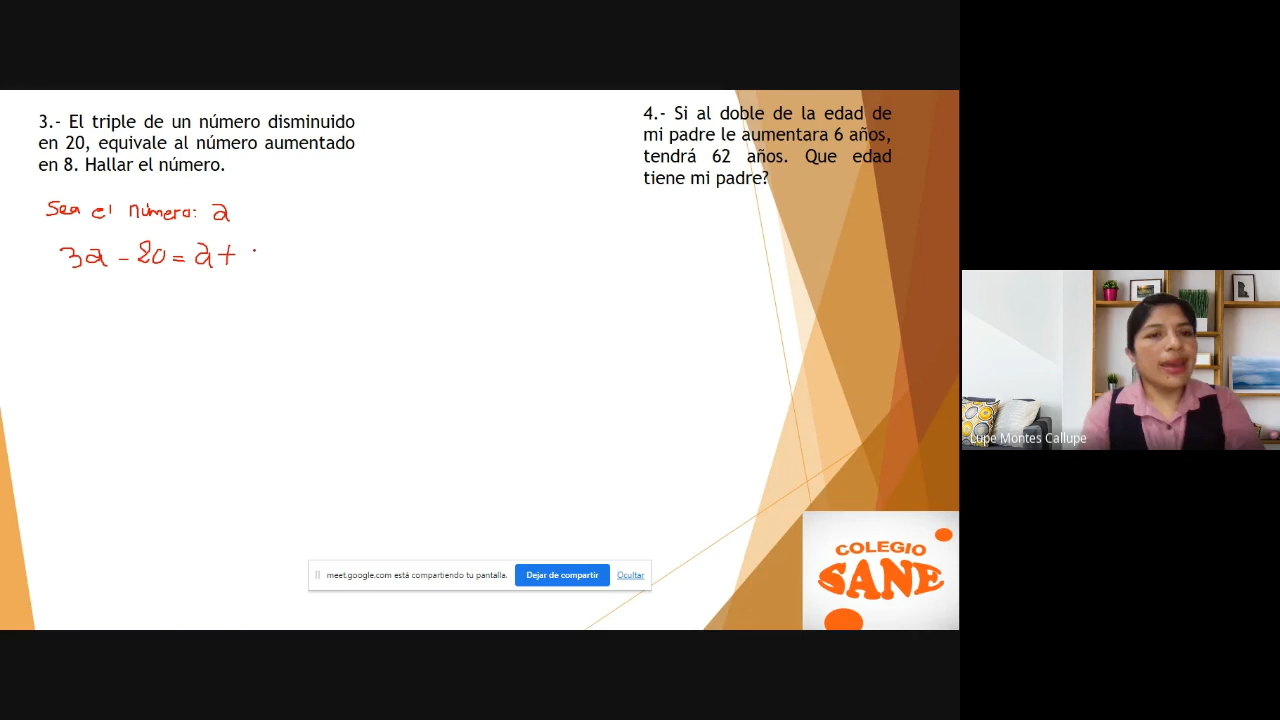 3.- El triple de un número disminuido
en 20, equivale al número aumentado
en 8. Hallar el número.
Sea el número: a
3a - 20 = a +
4.- Si al doble de la edad de
mi padre le aumentara 6 años,
tendrá 62 años. Que edad
tiene mi padre?
Lupe Montes Callupe
meet.google.com está compartiendo tu pantalla. Dejar de compartir Ocultar
COLEGIO
SANE